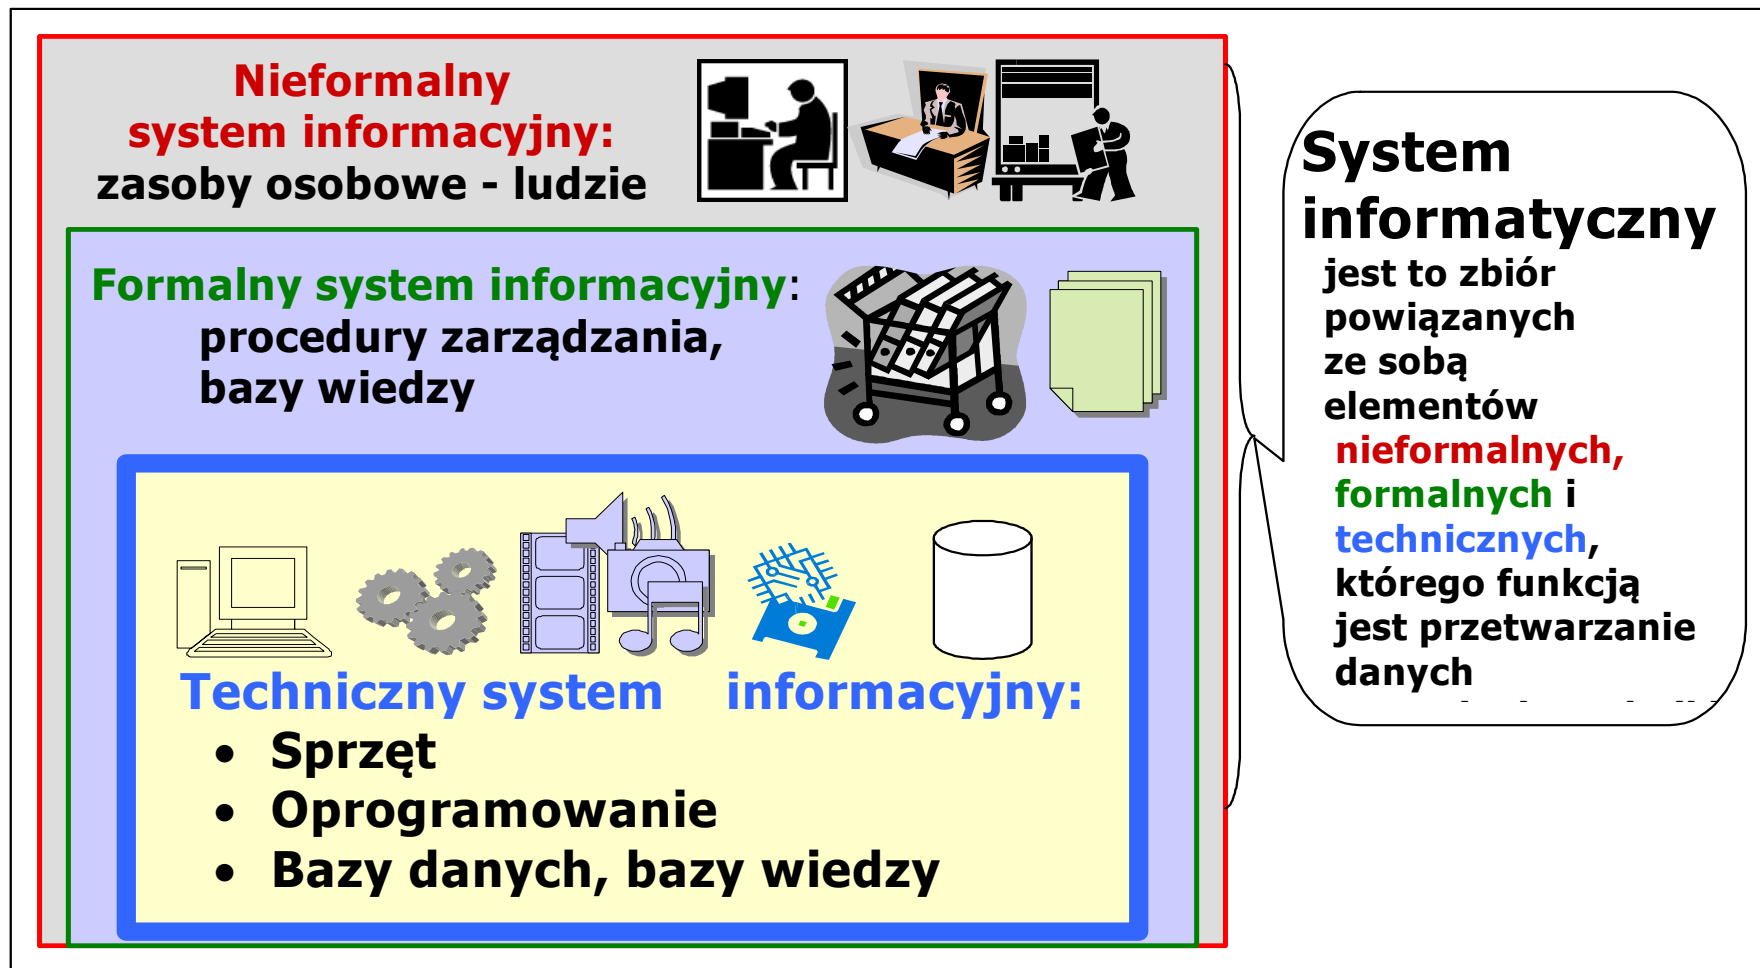 Nieformalny
system informacyjny:
zasoby osobowe - ludzie
Formalny system informacyjny:
procedury zarządzania,
bazy wiedzy
Techniczny system informacyjny:
• Sprzęt
• Oprogramowanie
• Bazy danych, bazy wiedzy
System
informatyczny
jest to zbiór
powiązanych
ze sobą
elementów
nieformalnych,
formalnych i
technicznych,
którego funkcją
jest przetwarzanie
danych